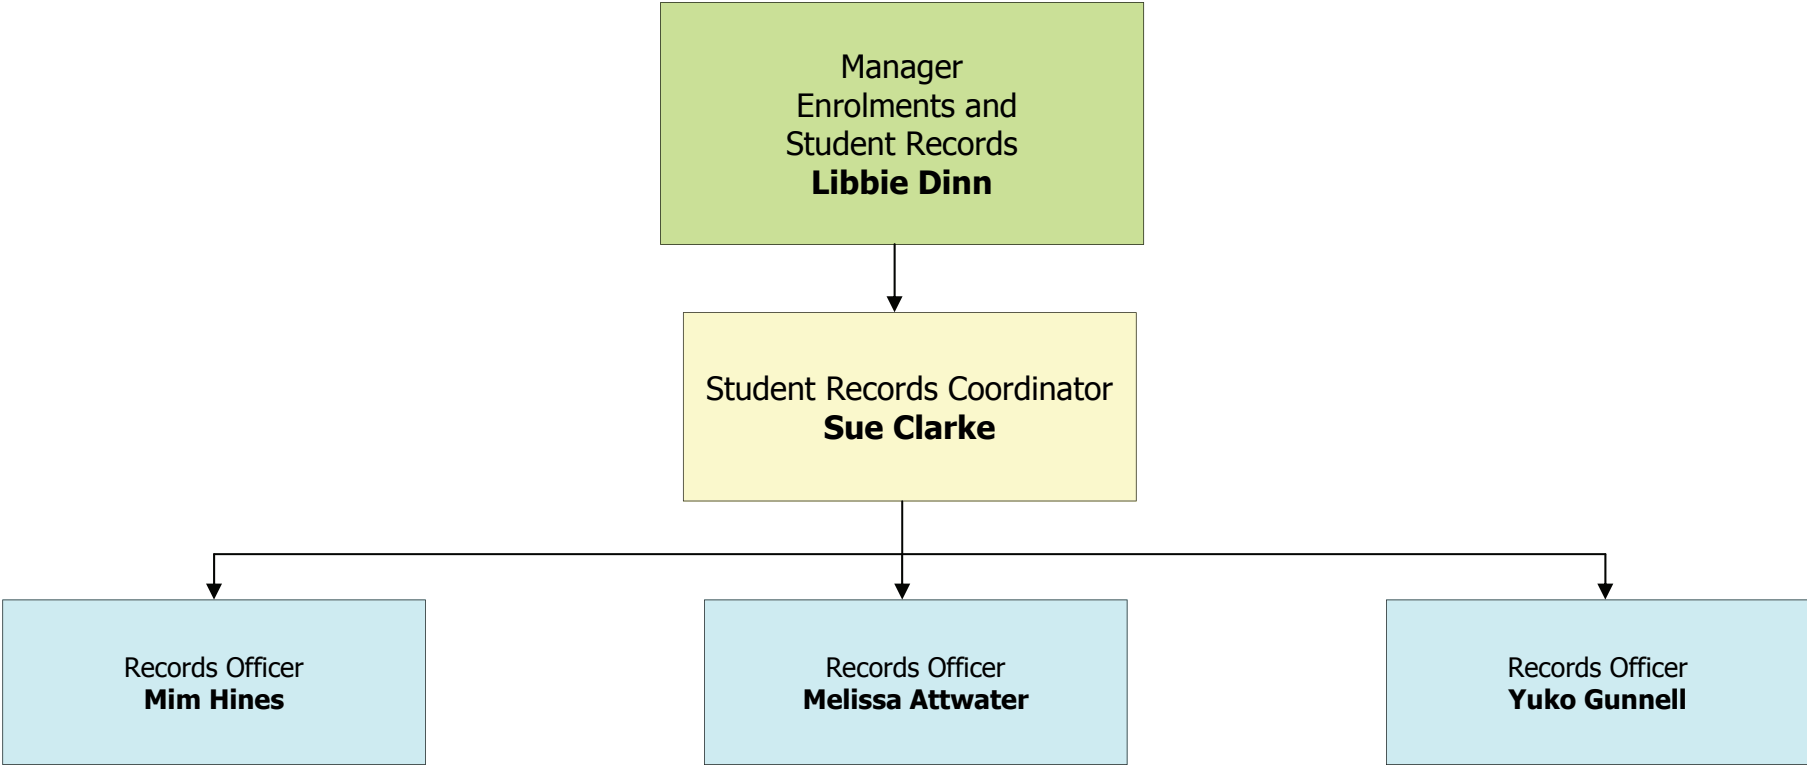 Manager
Enrolments and
Student Records
Libbie Dinn
Student Records Coordinator
Sue Clarke
Records Officer
Mim Hines
Records Officer
Melissa Attwater
Records Officer
Yuko Gunnell